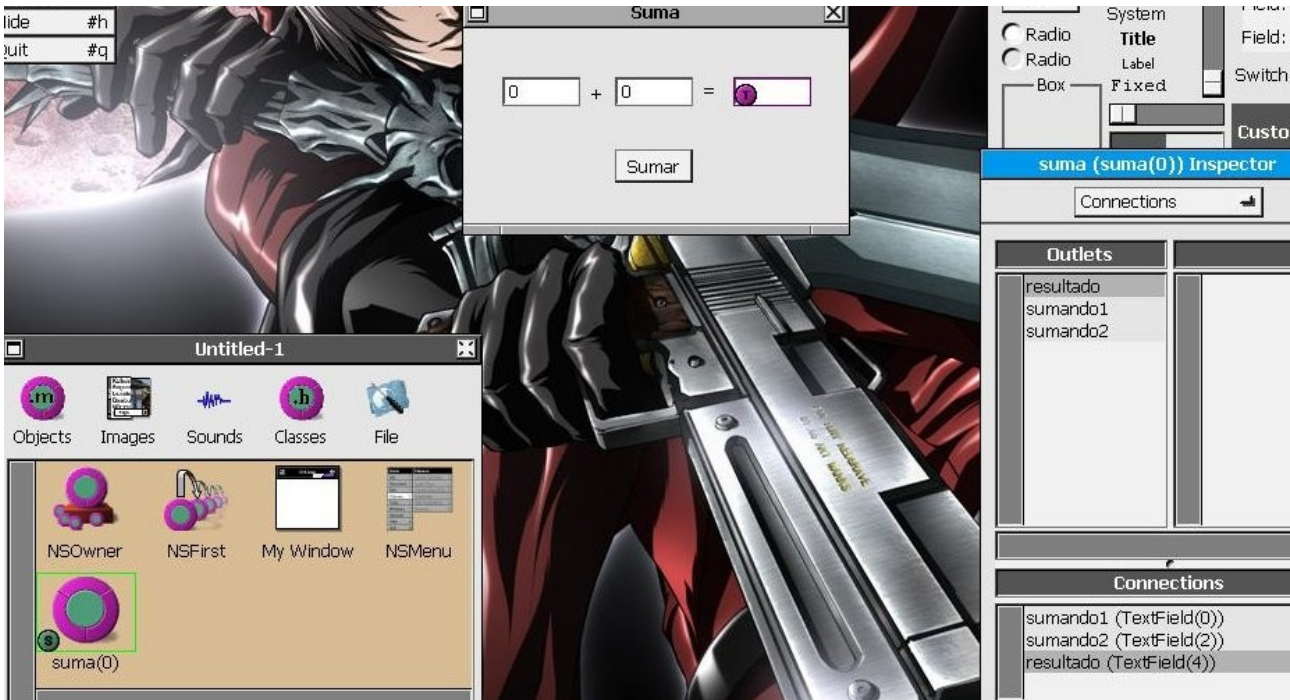 Hide #h
Quit #q
Suma
0 + 0 = T
Sumar
Radio
Radio
Box
System
Title
Label
Fixed
Field:
Field:
Switch
Custo
suma (suma(0)) Inspector
Connections
Outlets
resultado
sumando1
sumando2
Connections
sumando1 (TextField(0))
sumando2 (TextField(2))
resultado (TextField(4))
Untitled-1
.m .h
Objects Images Sounds Classes File
NSOwner NSFirst My Window NSMenu
S
suma(0)